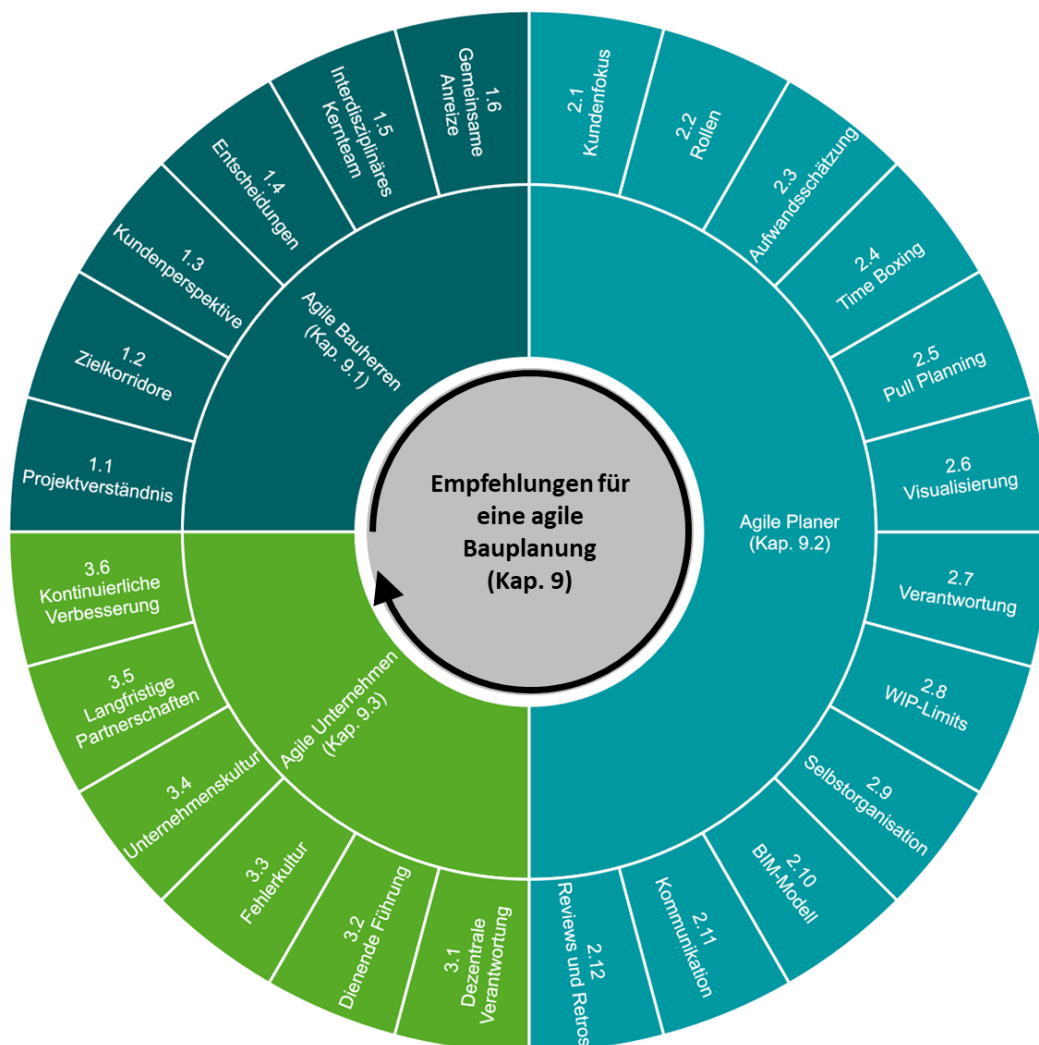 Empfehlungen für
eine agile
Bauplanung
(Kap. 9)
Agile Bauherren
(Kap. 9.1)
1.1
Projektverständnis
1.2
Zielkorridore
1.3
Kundenperspektive
1.4
Entscheidungen
1.5
Interdisziplinäres
Kernteam
1.6
Gemeinsame
Anreize
Agile Planer
(Kap. 9.2)
2.1
Kundenfokus
2.2
Rollen
2.3
Aufwandsschätzung
2.4
Time Boxing
2.5
Pull Planning
2.6
Visualisierung
2.7
Verantwortung
2.8
WIP-Limits
2.9
Selbstorganisation
2.10
BIM-Modell
2.11
Kommunikation
2.12
Reviews und Retros
Agile Unternehmen
(Kap. 9.3)
3.1
Dezentrale
Verantwortung
3.2
Dienende Führung
3.3
Fehlerkultur
3.4
Unternehmenskultur
3.5
Langfristige
Partnerschaften
3.6
Kontinuierliche
Verbesserung